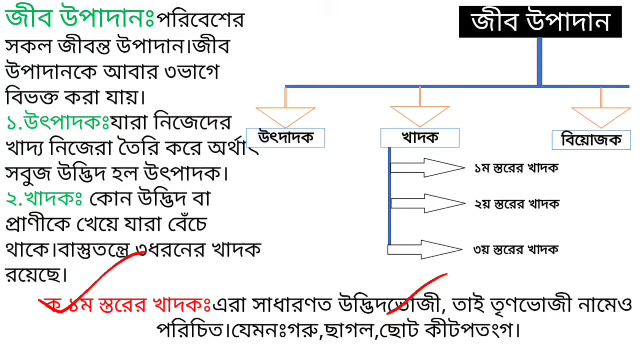 জীব উপাদানঃপরিবেশের
সকল জীবন্ত উপাদান।জীব
উপাদানকে আবার ৩ভাগে
বিভক্ত করা যায়।
১.উৎপাদকঃযারা নিজেদের
খাদ্য নিজেরা তৈরি করে অর্থাৎ
সবুজ উদ্ভিদ হল উৎপাদক।
২.খাদকঃ কোন উদ্ভিদ বা
প্রাণীকে খেয়ে যারা বেঁচে
থাকে।বাস্তুতন্ত্রে ৩ধরনের খাদক
রয়েছে।
জীব উপাদান
উৎদাদক
খাদক
বিয়োজক
১ম স্তরের খাদক
২য় স্তরের খাদক
৩য় স্তরের খাদক
ক.১ম স্তরের খাদকঃএরা সাধারণত উদ্ভিদভোজী, তাই তৃণভোজী নামেও
পরিচিত।যেমনঃগরু,ছাগল,ছোট কীটপতংগ।